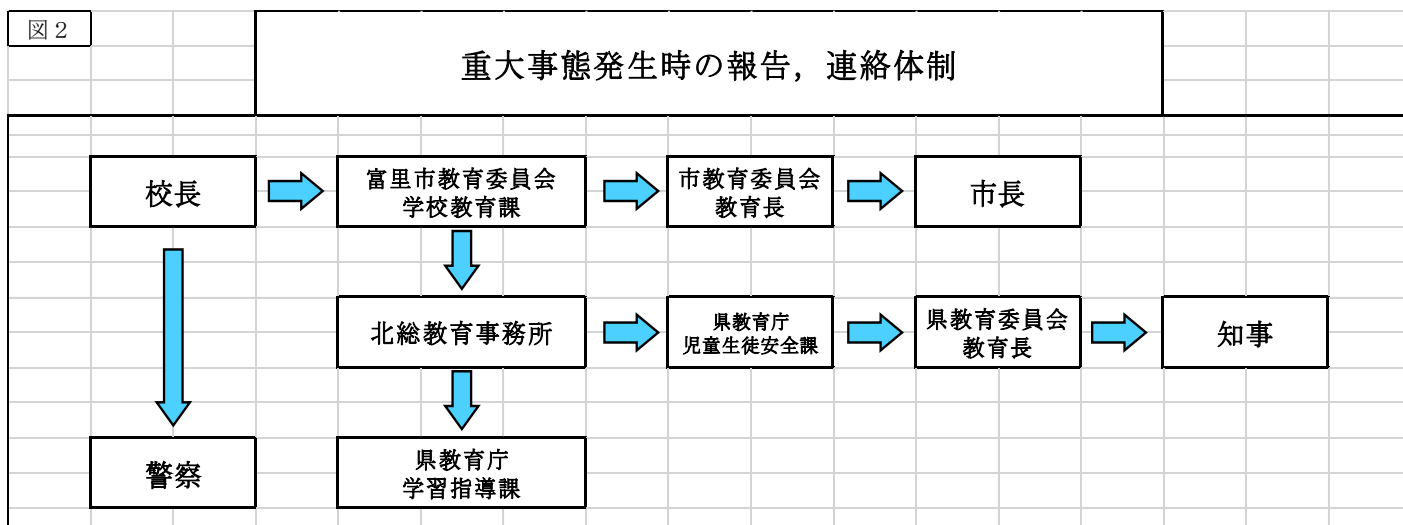 図２
重大事態発生時の報告，連絡体制
校長
富里市教育委員会
学校教育課
市教育委員会
教育長
市長
北総教育事務所
県教育庁
児童生徒安全課
県教育委員会
教育長
知事
警察
県教育庁
学習指導課